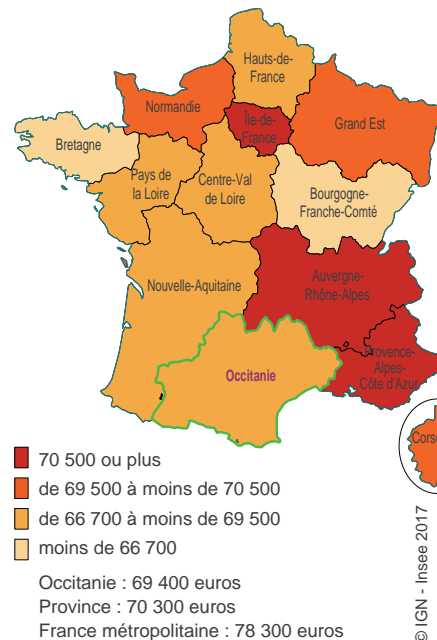 Hauts-de-
France
Normandie
Île-de-
France
Grand Est
Bretagne
Pays de
la Loire
Centre-Val
de Loire
Bourgogne-
Franche-Comté
Nouvelle-Aquitaine
Auvergne-
Rhône-Alpes
Provence-
Alpes-
Côte d'Azur
Occitanie
Corse
70 500 ou plus
de 69 500 à moins de 70 500
de 66 700 à moins de 69 500
moins de 66 700
Occitanie : 69 400 euros
Province : 70 300 euros
France métropolitaine : 78 300 euros
© IGN - Insee 2017